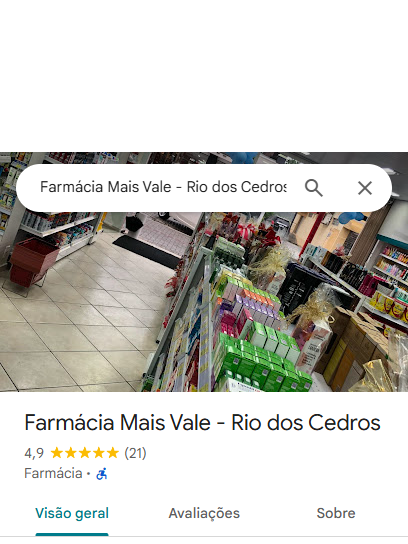 Farmácia Mais Vale - Rio dos Cedros
Farmácia Mais Vale - Rio dos Cedros
4,9 (21)
Farmácia ·
Visão geral Avaliações Sobre